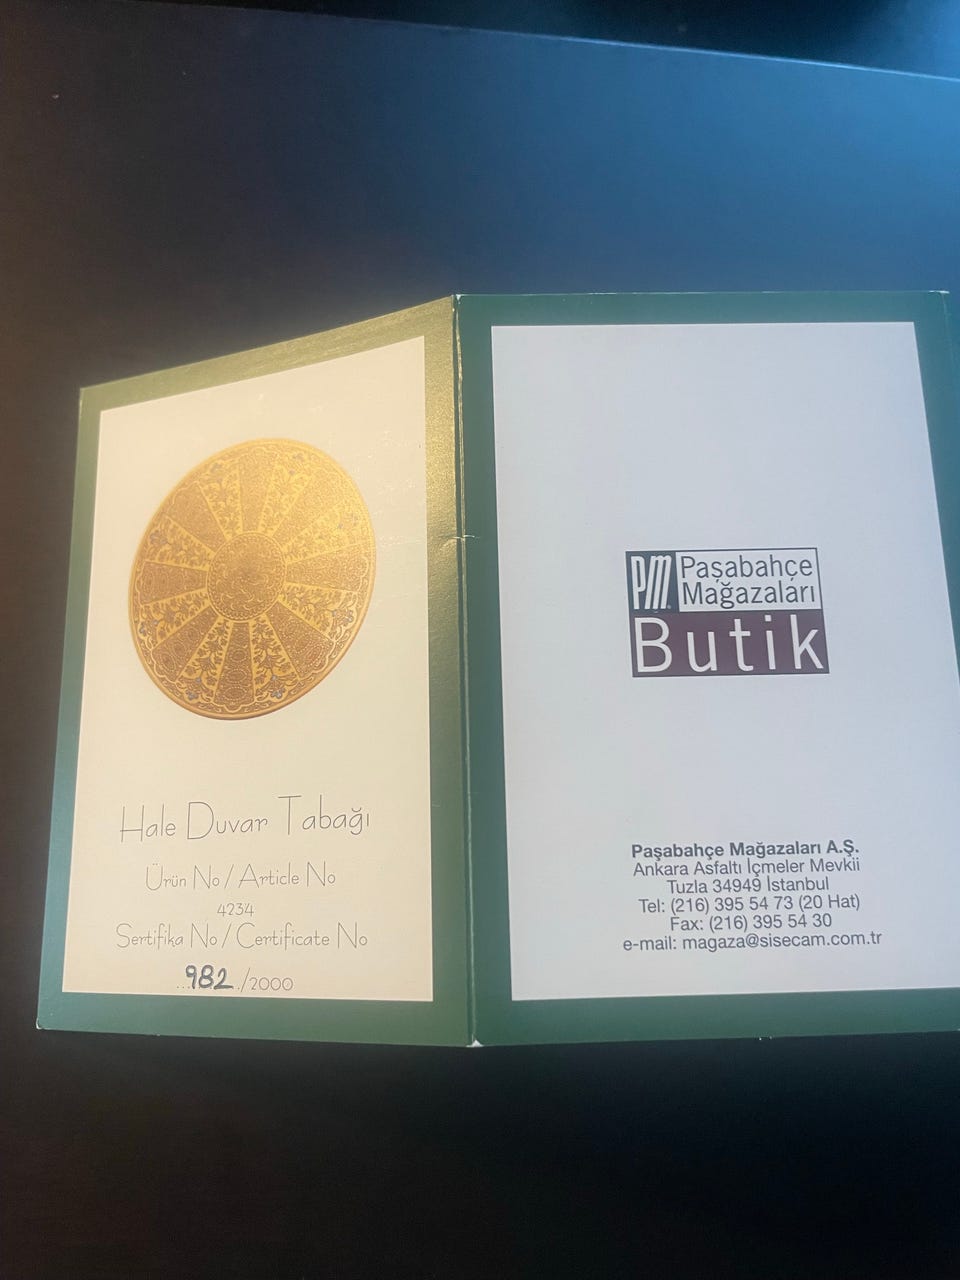 Hale Duvar Tabağı
Ürün No / Article No
4234
Sertifika No / Certificate No
...982../2000
PM® Paşabahçe
Mağazaları
Butik
Paşabahçe Mağazaları A.Ş.
Ankara Asfaltı İçmeler Mevkii
Tuzla 34949 İstanbul
Tel: (216) 395 54 73 (20 Hat)
Fax: (216) 395 54 30
e-mail: magaza@sisecam.com.tr